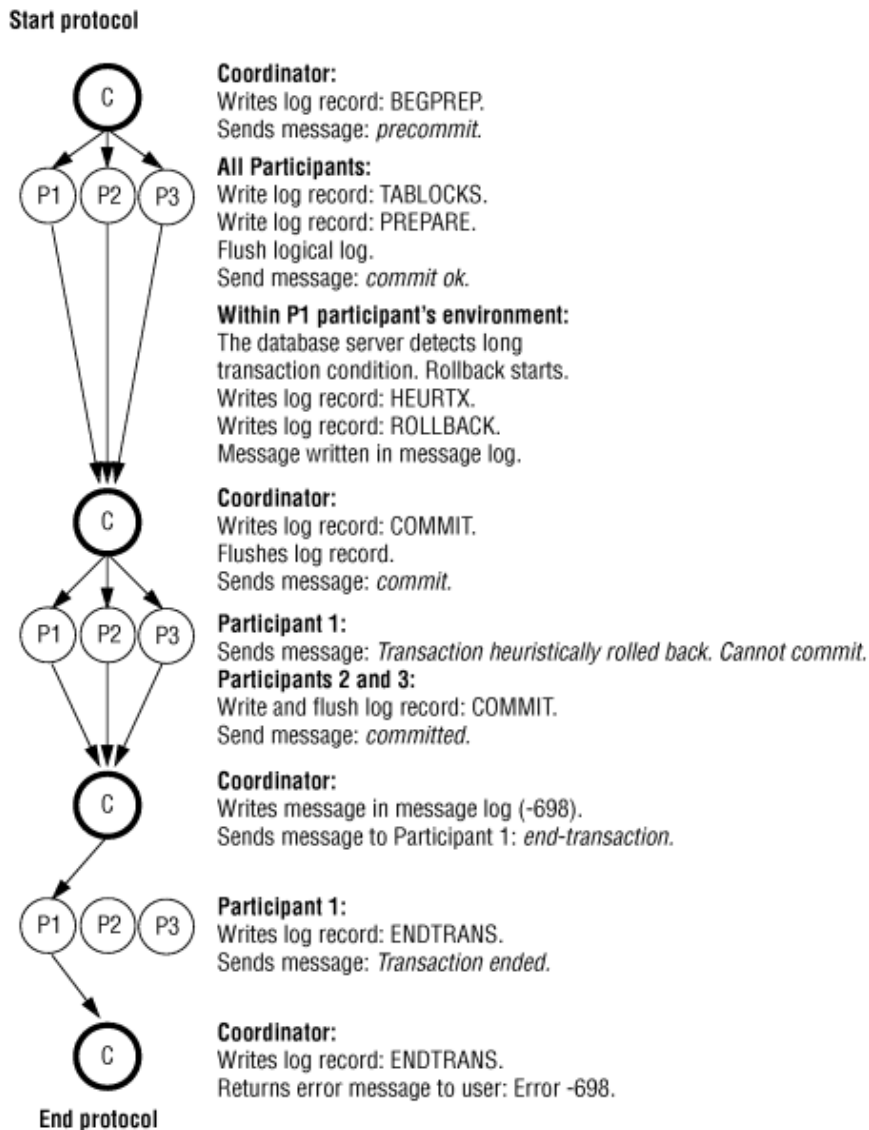 Start protocol
C
Coordinator:
Writes log record: BEGPREP.
Sends message: precommit.
P1 P2 P3
All Participants:
Write log record: TABLOCKS.
Write log record: PREPARE.
Flush logical log.
Send message: commit ok.
Within P1 participant's environment:
The database server detects long
transaction condition. Rollback starts.
Writes log record: HEURTX.
Writes log record: ROLLBACK.
Message written in message log.
C
Coordinator:
Writes log record: COMMIT.
Flushes log record.
Sends message: commit.
P1 P2 P3
Participant 1:
Sends message: Transaction heuristically rolled back. Cannot commit.
Participants 2 and 3:
Write and flush log record: COMMIT.
Send message: committed.
C
Coordinator:
Writes message in message log (-698).
Sends message to Participant 1: end-transaction.
P1 P2 P3
Participant 1:
Writes log record: ENDTRANS.
Sends message: Transaction ended.
C
Coordinator:
Writes log record: ENDTRANS.
Returns error message to user: Error -698.
End protocol